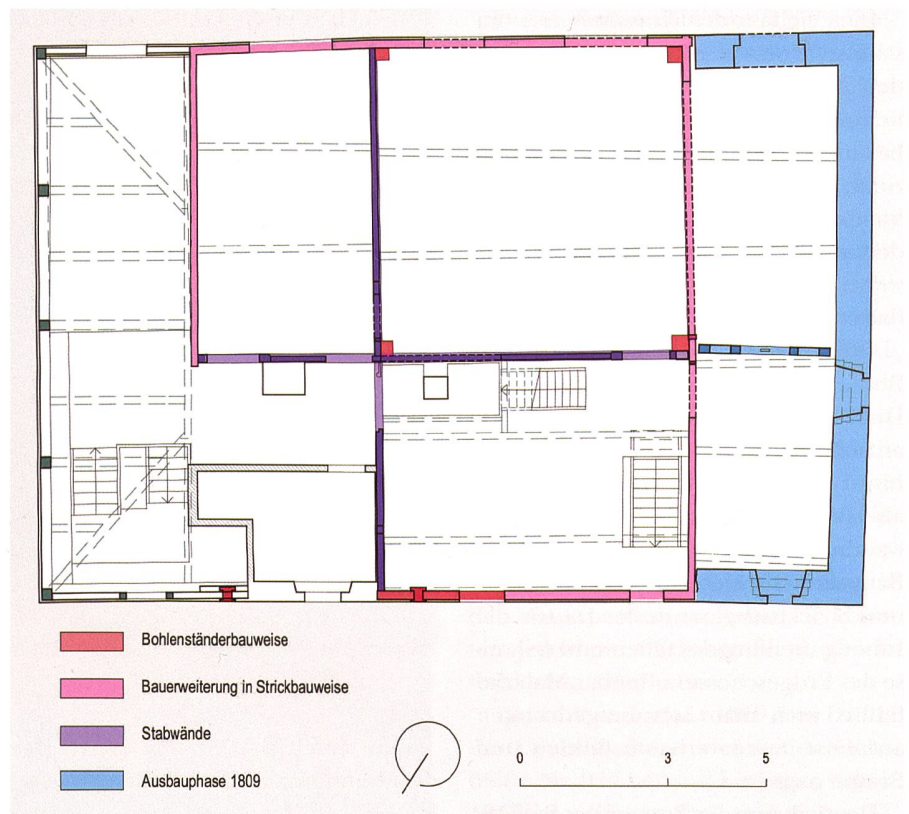 Bohlenständerbauweise
Bauerweiterung in Strickbauweise
Stabwände
Ausbauphase 1809
0 3 5